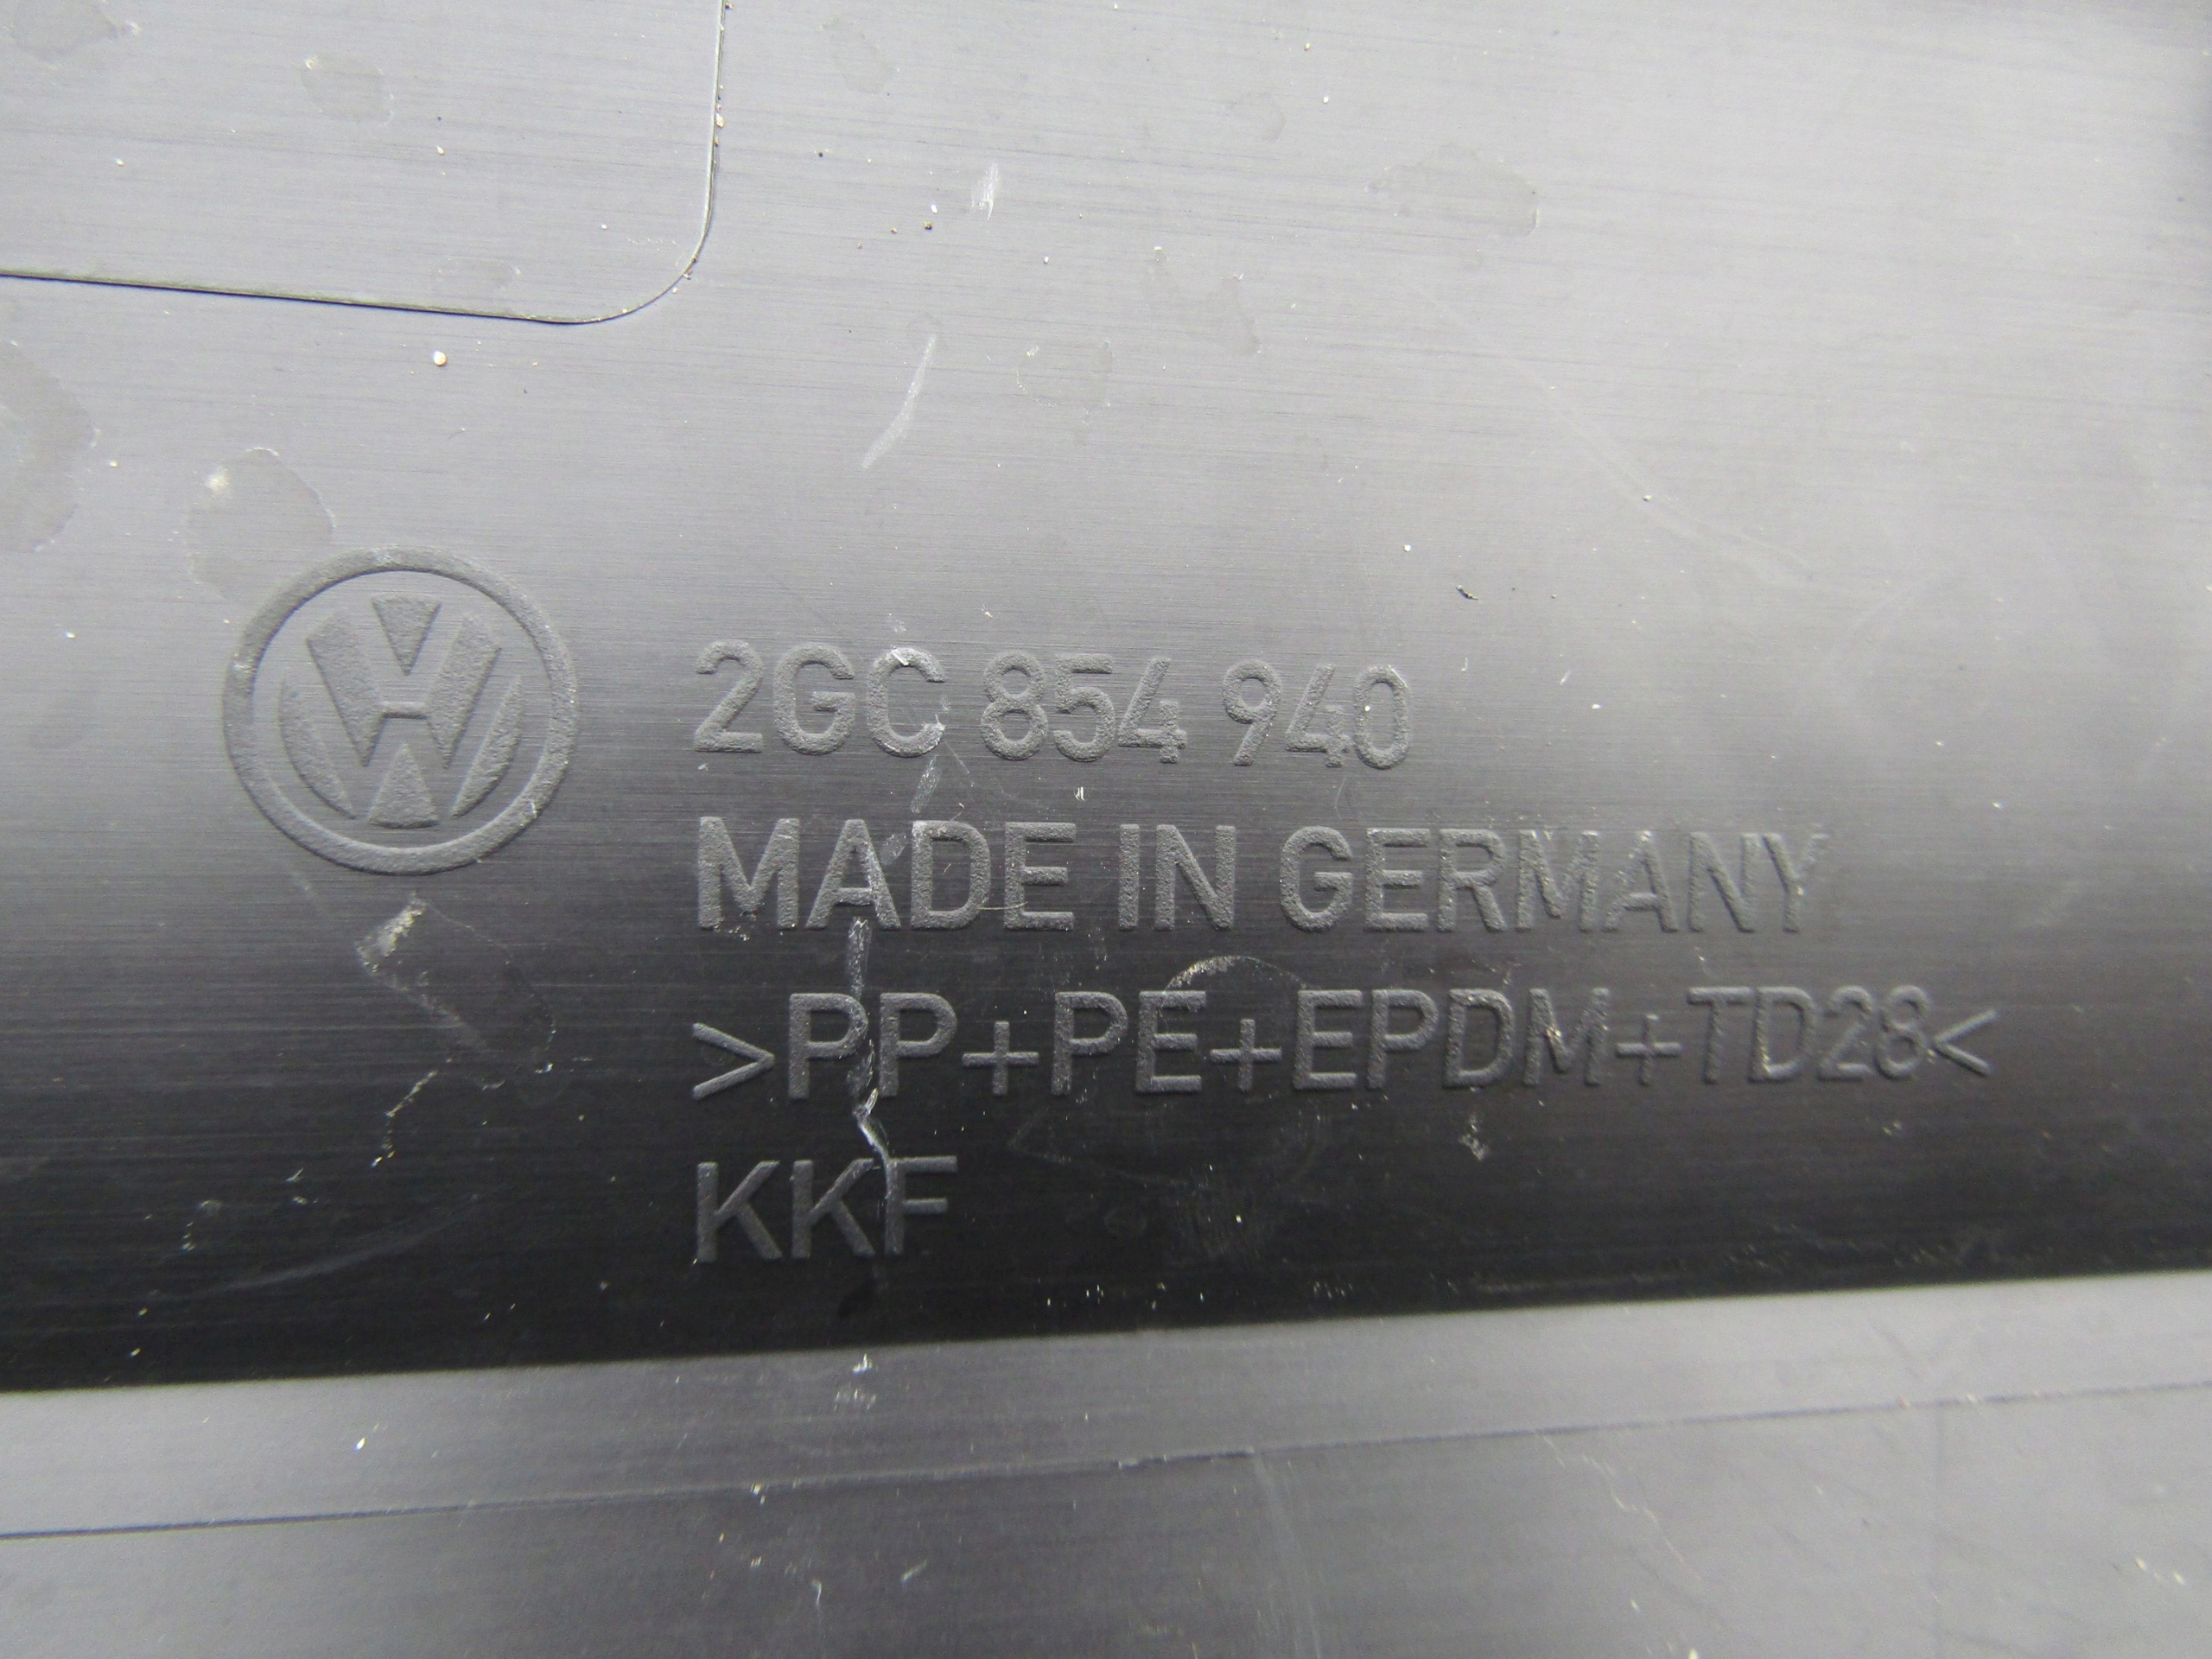 2GC 854 940
MADE IN GERMANY
>PP+PE+EPDM+TD28<
KKF